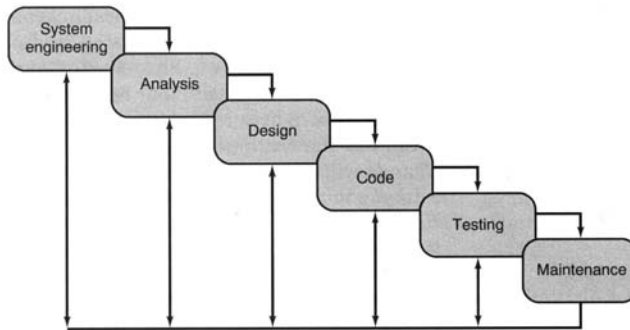 System
engineering
Analysis
Design
Code
Testing
Maintenance